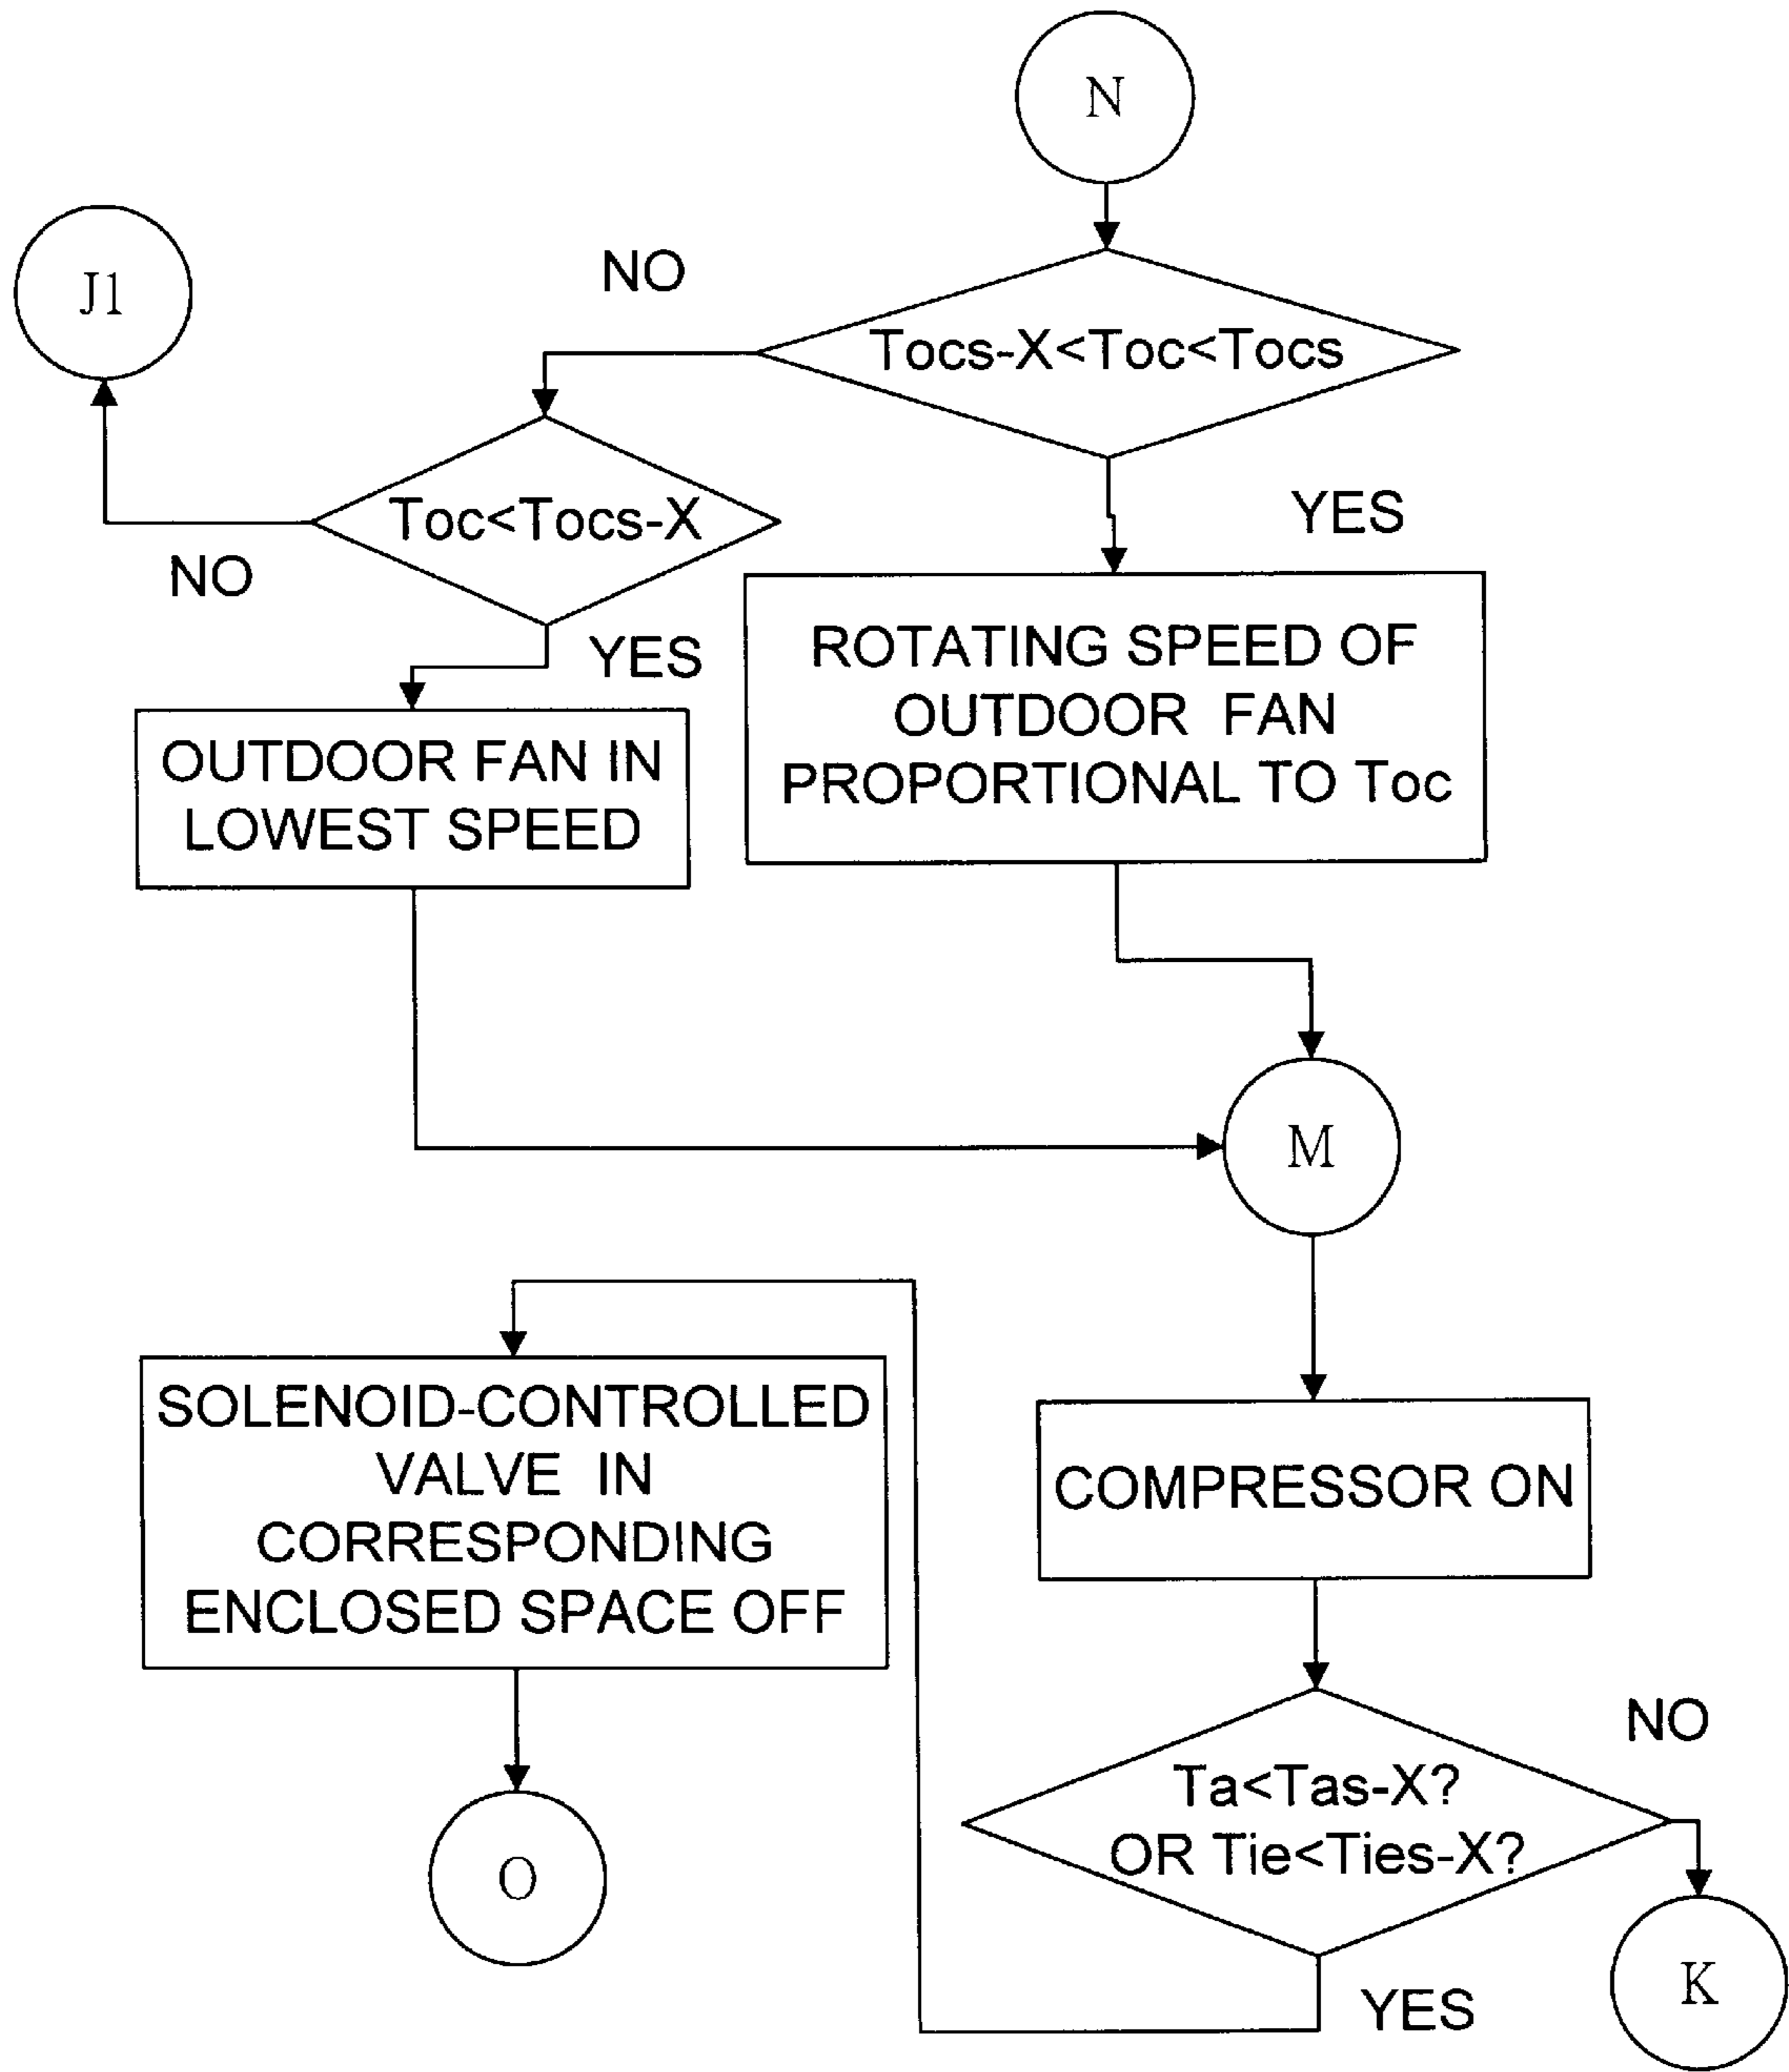 N
J1
NO
Tocs-X<Toc<Tocs
Toc<Tocs-X
YES
NO
ROTATING SPEED OF
OUTDOOR FAN
PROPORTIONAL TO Toc
YES
OUTDOOR FAN IN
LOWEST SPEED
M
SOLENOID-CONTROLLED
VALVE IN
CORRESPONDING
ENCLOSED SPACE OFF
COMPRESSOR ON
NO
Ta<Tas-X?
OR Tie<Ties-X?
O
K
YES